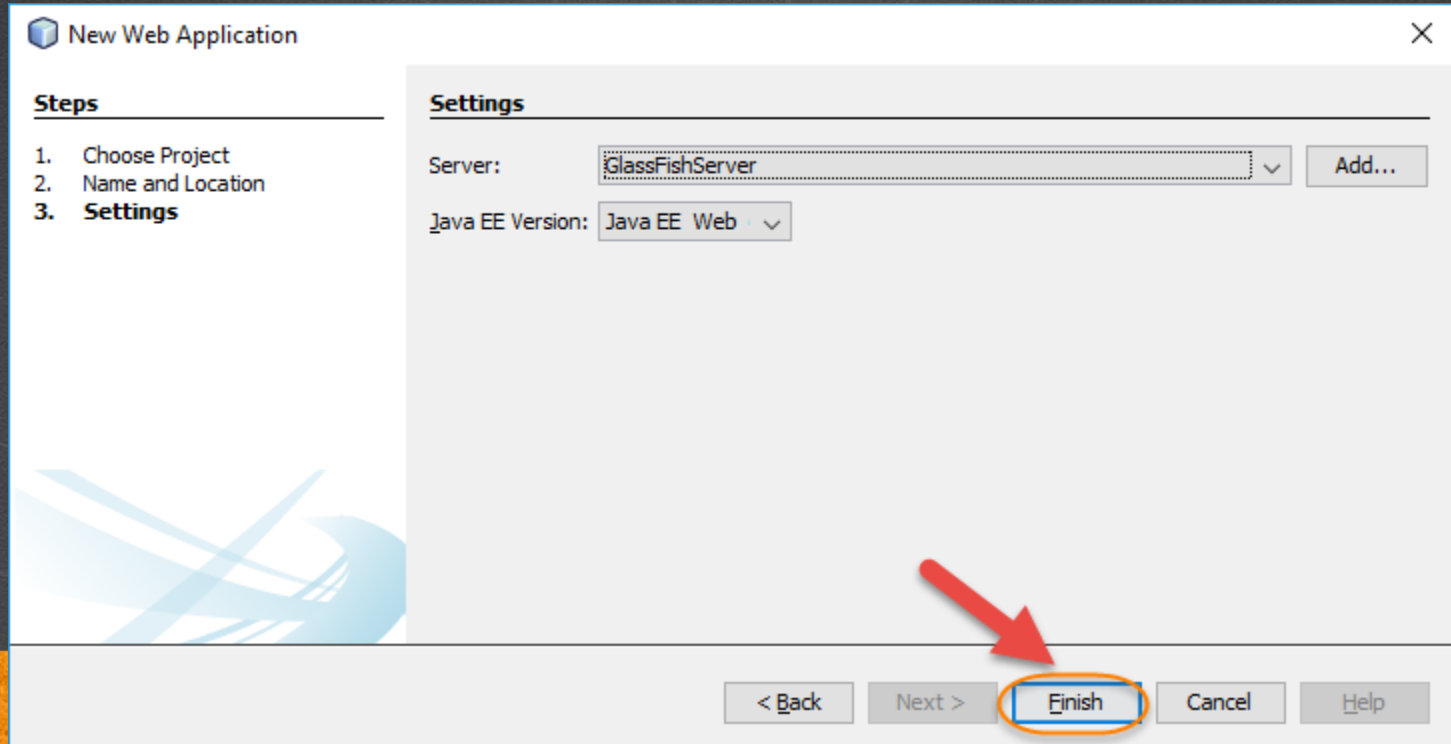 New Web Application
Steps
1. Choose Project
2. Name and Location
3. Settings
Settings
Server: GlassFishServer Add...
Java EE Version: Java EE Web
< Back Next > Finish Cancel Help